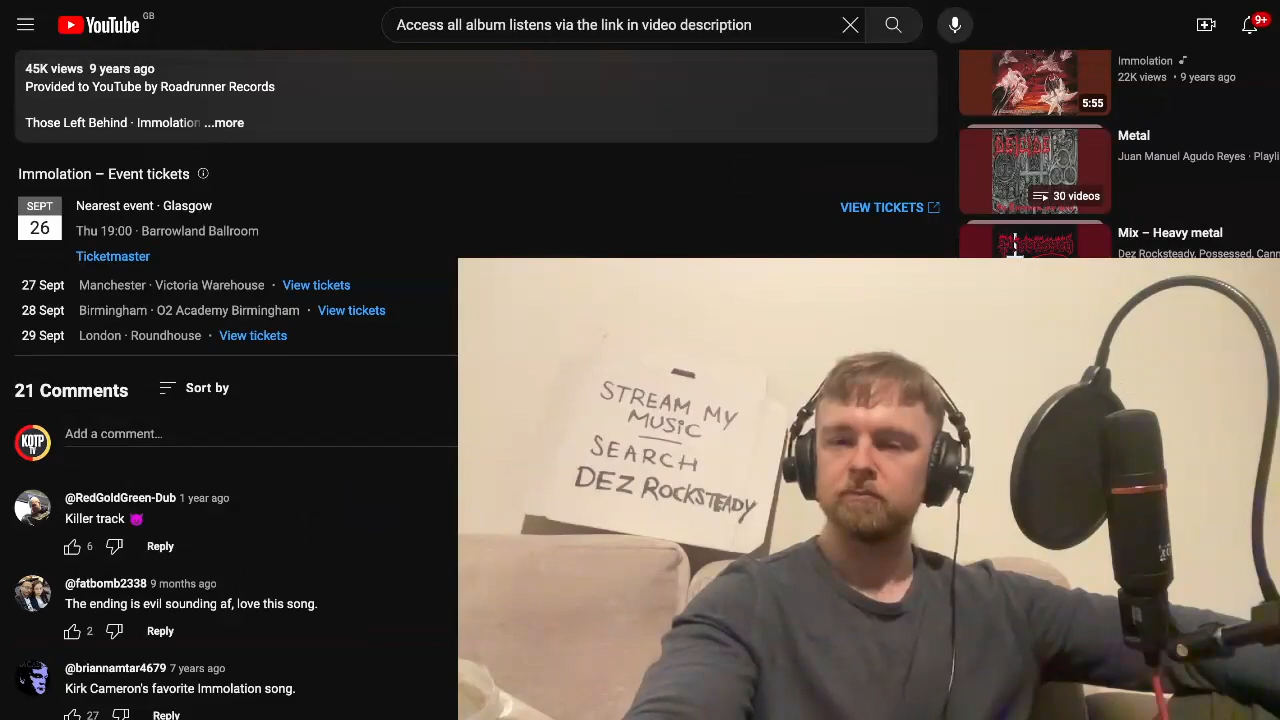 YouTube GB
Access all album listens via the link in video description
9+
45K views 9 years ago
Provided to YouTube by Roadrunner Records
Those Left Behind · Immolation ...more
Immolation – Event tickets
SEPT
26
Nearest event · Glasgow
Thu 19:00 · Barrowland Ballroom
Ticketmaster
VIEW TICKETS
27 Sept Manchester · Victoria Warehouse · View tickets
28 Sept Birmingham · O2 Academy Birmingham · View tickets
29 Sept London · Roundhouse · View tickets
21 Comments
Sort by
KQTP
TV
Add a comment...
@RedGoldGreen-Dub 1 year ago
Killer track
6 Reply
@fatbomb2338 9 months ago
The ending is evil sounding af, love this song.
2 Reply
@briannamtar4679 7 years ago
Kirk Cameron's favorite Immolation song.
27 Reply
Immolation
22K views · 9 years ago
5:55
Metal
Juan Manuel Agudo Reyes · Playli
DEICIDE
30 videos
Mix – Heavy metal
Dez Rocksteady, Possessed, Cann
POSSESSED
STREAM MY
MUSIC
SEARCH
DEZ ROCKSTEADY